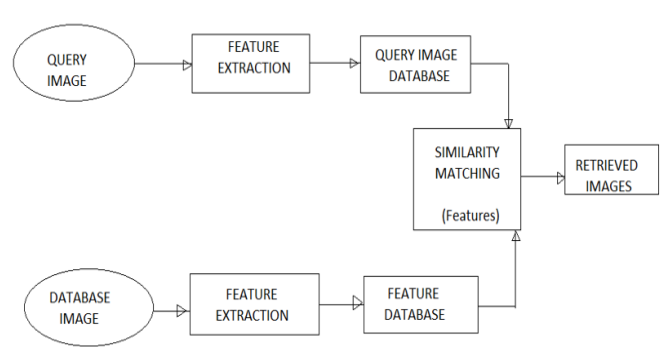 QUERY
IMAGE
FEATURE
EXTRACTION
QUERY IMAGE
DATABASE
SIMILARITY
MATCHING
(Features)
RETRIEVED
IMAGES
DATABASE
IMAGE
FEATURE
EXTRACTION
FEATURE
DATABASE